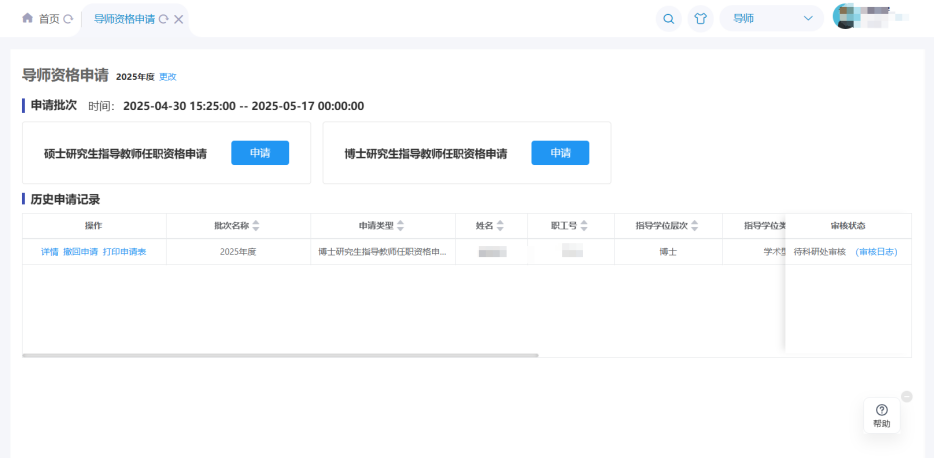 首页 导师资格申请 导师
导师资格申请 2025年度 更改
申请批次 时间: 2025-04-30 15:25:00 -- 2025-05-17 00:00:00
硕士研究生指导教师任职资格申请 申请 博士研究生指导教师任职资格申请 申请
历史申请记录
操作 批次名称 申请类型 姓名 职工号 指导学位层次 指导学位类 审核状态
详情 撤回申请 打印申请表 2025年度 博士研究生指导教师任职资格申... 博士 学术型 待科研处审核 (审核日志)
帮助